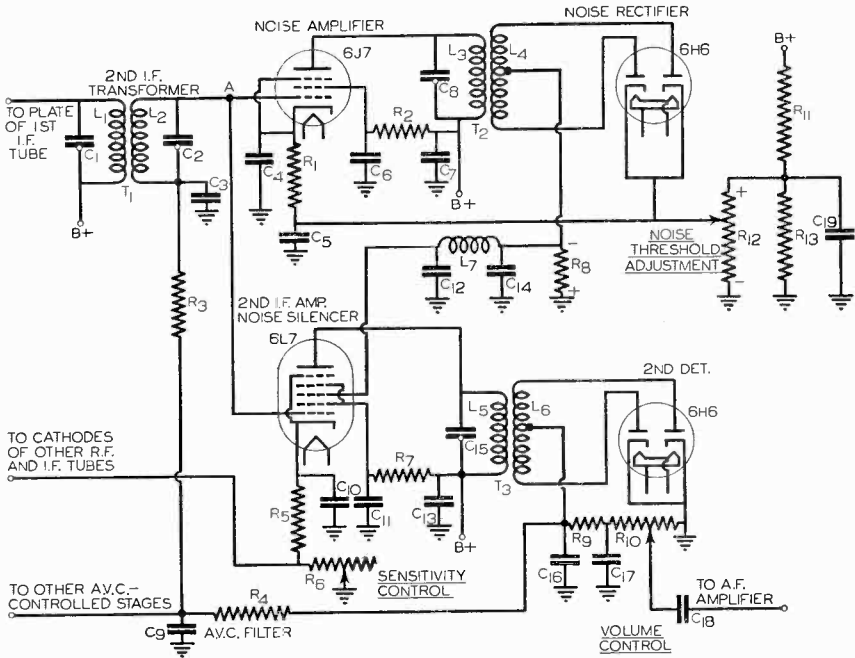 NOISE AMPLIFIER
6J7
NOISE RECTIFIER
6H6
B+
2ND I.F.
TRANSFORMER
A
L3
L4
C8
T2
R11
TO PLATE
OF 1ST
I.F.
TUBE
C1
L1
L2
C2
T1
C3
B+
C4
R1
C6
R2
C7
B+
C5
+
R12
-
R13
C19
NOISE
THRESHOLD
ADJUSTMENT
L7
C12
C14
-
R8
+
R3
2ND I.F. AMP.
NOISE SILENCER
6L7
2ND DET.
6H6
L5
L6
C15
T3
TO CATHODES
OF OTHER R.F.
AND I.F. TUBES
R5
C10
C11
R7
C13
B+
R9
R10
C16
C17
R6
SENSITIVITY
CONTROL
TO OTHER A.V.C.-
CONTROLLED STAGES
R4
A.V.C. FILTER
C9
TO A.F.
AMPLIFIER
C18
VOLUME
CONTROL